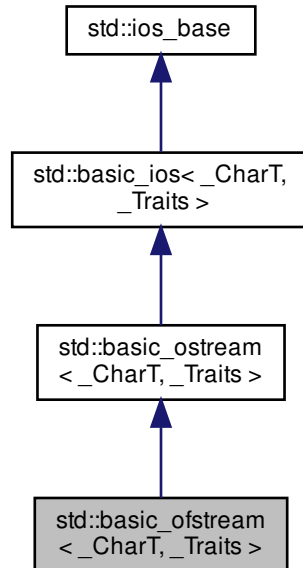 std::ios_base
std::basic_ios< _CharT,
_Traits >
std::basic_ostream
< _CharT, _Traits >
std::basic_ofstream
< _CharT, _Traits >